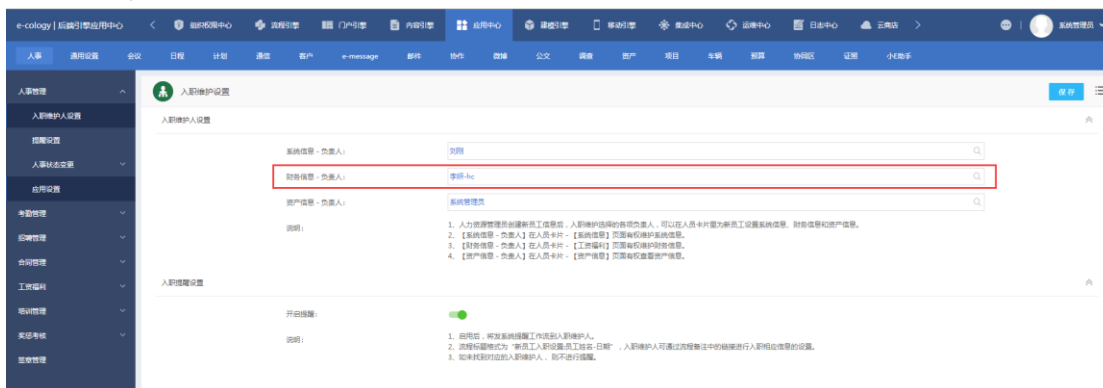 e-cology | 后端引擎应用中心 < 组织权限中心 流程引擎 门户引擎 内容引擎 应用中心 建模引擎 移动引擎 集成中心 运维中心 日志中心 云商店 > 系统管理员
人事 通用设置 会议 日程 计划 通信 客户 e-message 邮件 协作 微博 公文 调查 资产 项目 车辆 预算 协同区 证照 小E助手
人事管理
入职维护人设置
提醒设置
人事状态变更
应用设置
考勤管理
招聘管理
合同管理
工资福利
培训管理
奖惩考核
签章管理
入职维护设置
保存
入职维护人设置
系统信息 - 负责人: 刘刚
财务信息 - 负责人: 李妍-hc
资产信息 - 负责人: 系统管理员
说明: 1、人力资源管理员创建新员工信息后，入职维护选择的各项负责人，可以在人员卡片里为新员工设置系统信息、财务信息和资产信息。
2、【系统信息 - 负责人】在人员卡片 - 【系统信息】页面有权维护系统信息。
3、【财务信息 - 负责人】在人员卡片 - 【工资福利】页面有权维护财务信息。
4、【资产信息 - 负责人】在人员卡片 - 【资产信息】页面有权查看资产信息。
入职提醒设置
开启提醒:
说明: 1、启用后，将发系统提醒工作流到入职维护人。
2、流程标题格式为 "新员工入职设置:员工姓名-日期" ，入职维护人可通过流程备注中的链接进行入职相应信息的设置。
3、如未找到对应的入职维护人，则不进行提醒。